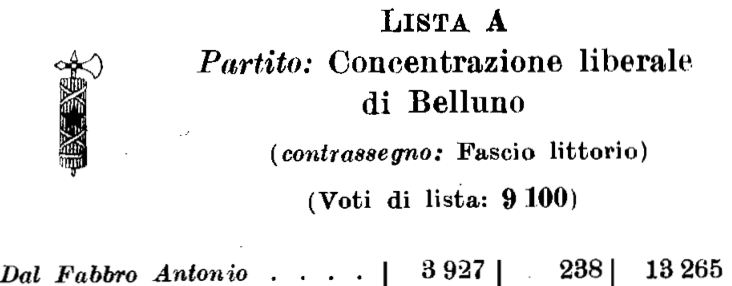 LISTA A
Partito: Concentrazione liberale
di Belluno
(contrassegno: Fascio littorio)
(Voti di lista: 9 100)
Dal Fabbro Antonio . . . . | 3 927 | 238 | 13 265